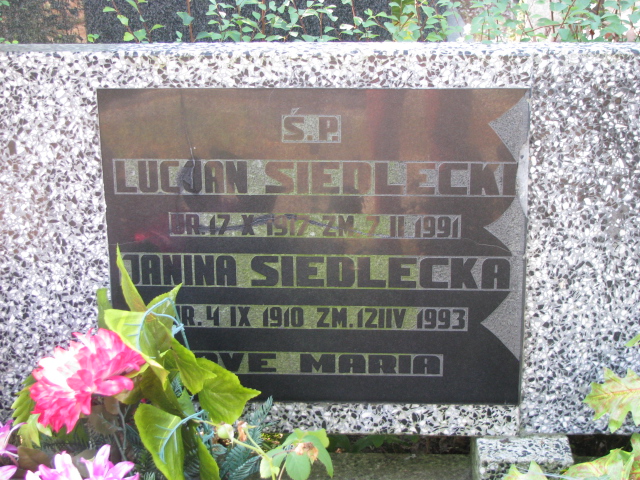 Ś.P.
LUCJAN SIEDLECKI
UR.17 X 1917 ZM.7 II 1991
JANINA SIEDLECKA
UR.4 IX 1910 ZM.12 IIV 1993
AVE MARIA